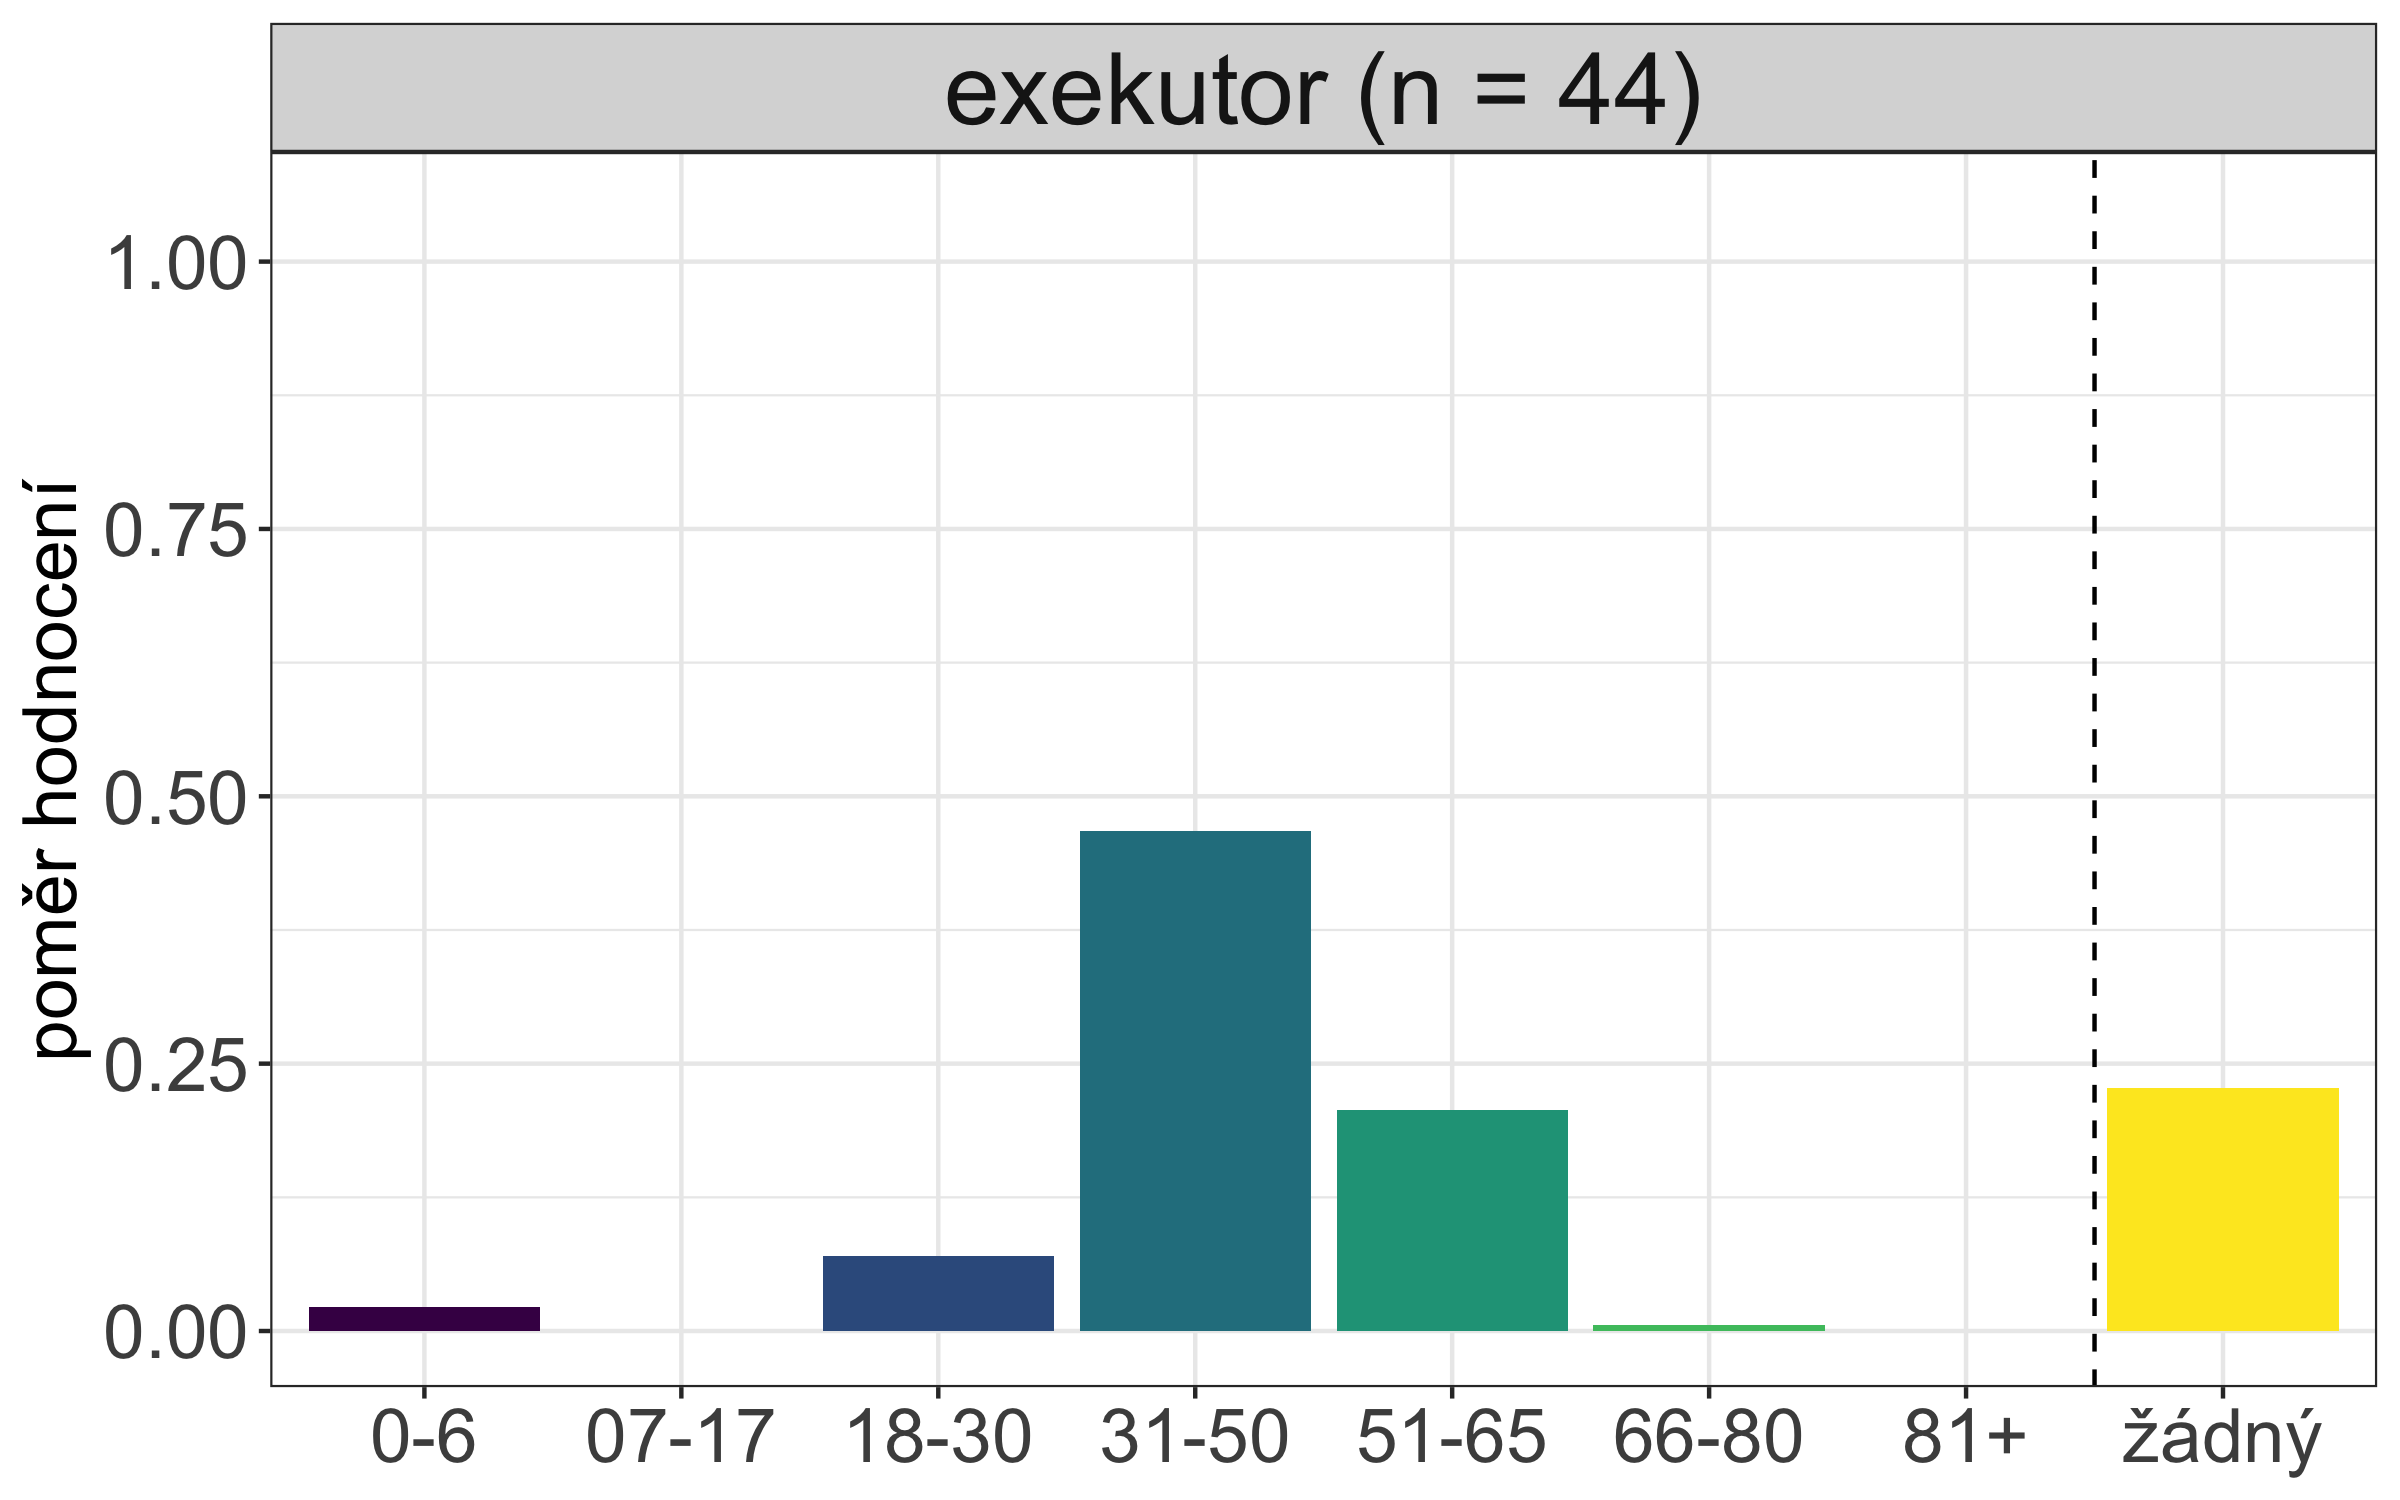 exekutor (n = 44)
poměr hodnocení
1.00
0.75
0.50
0.25
0.00
0-6 07-17 18-30 31-50 51-65 66-80 81+ žádný